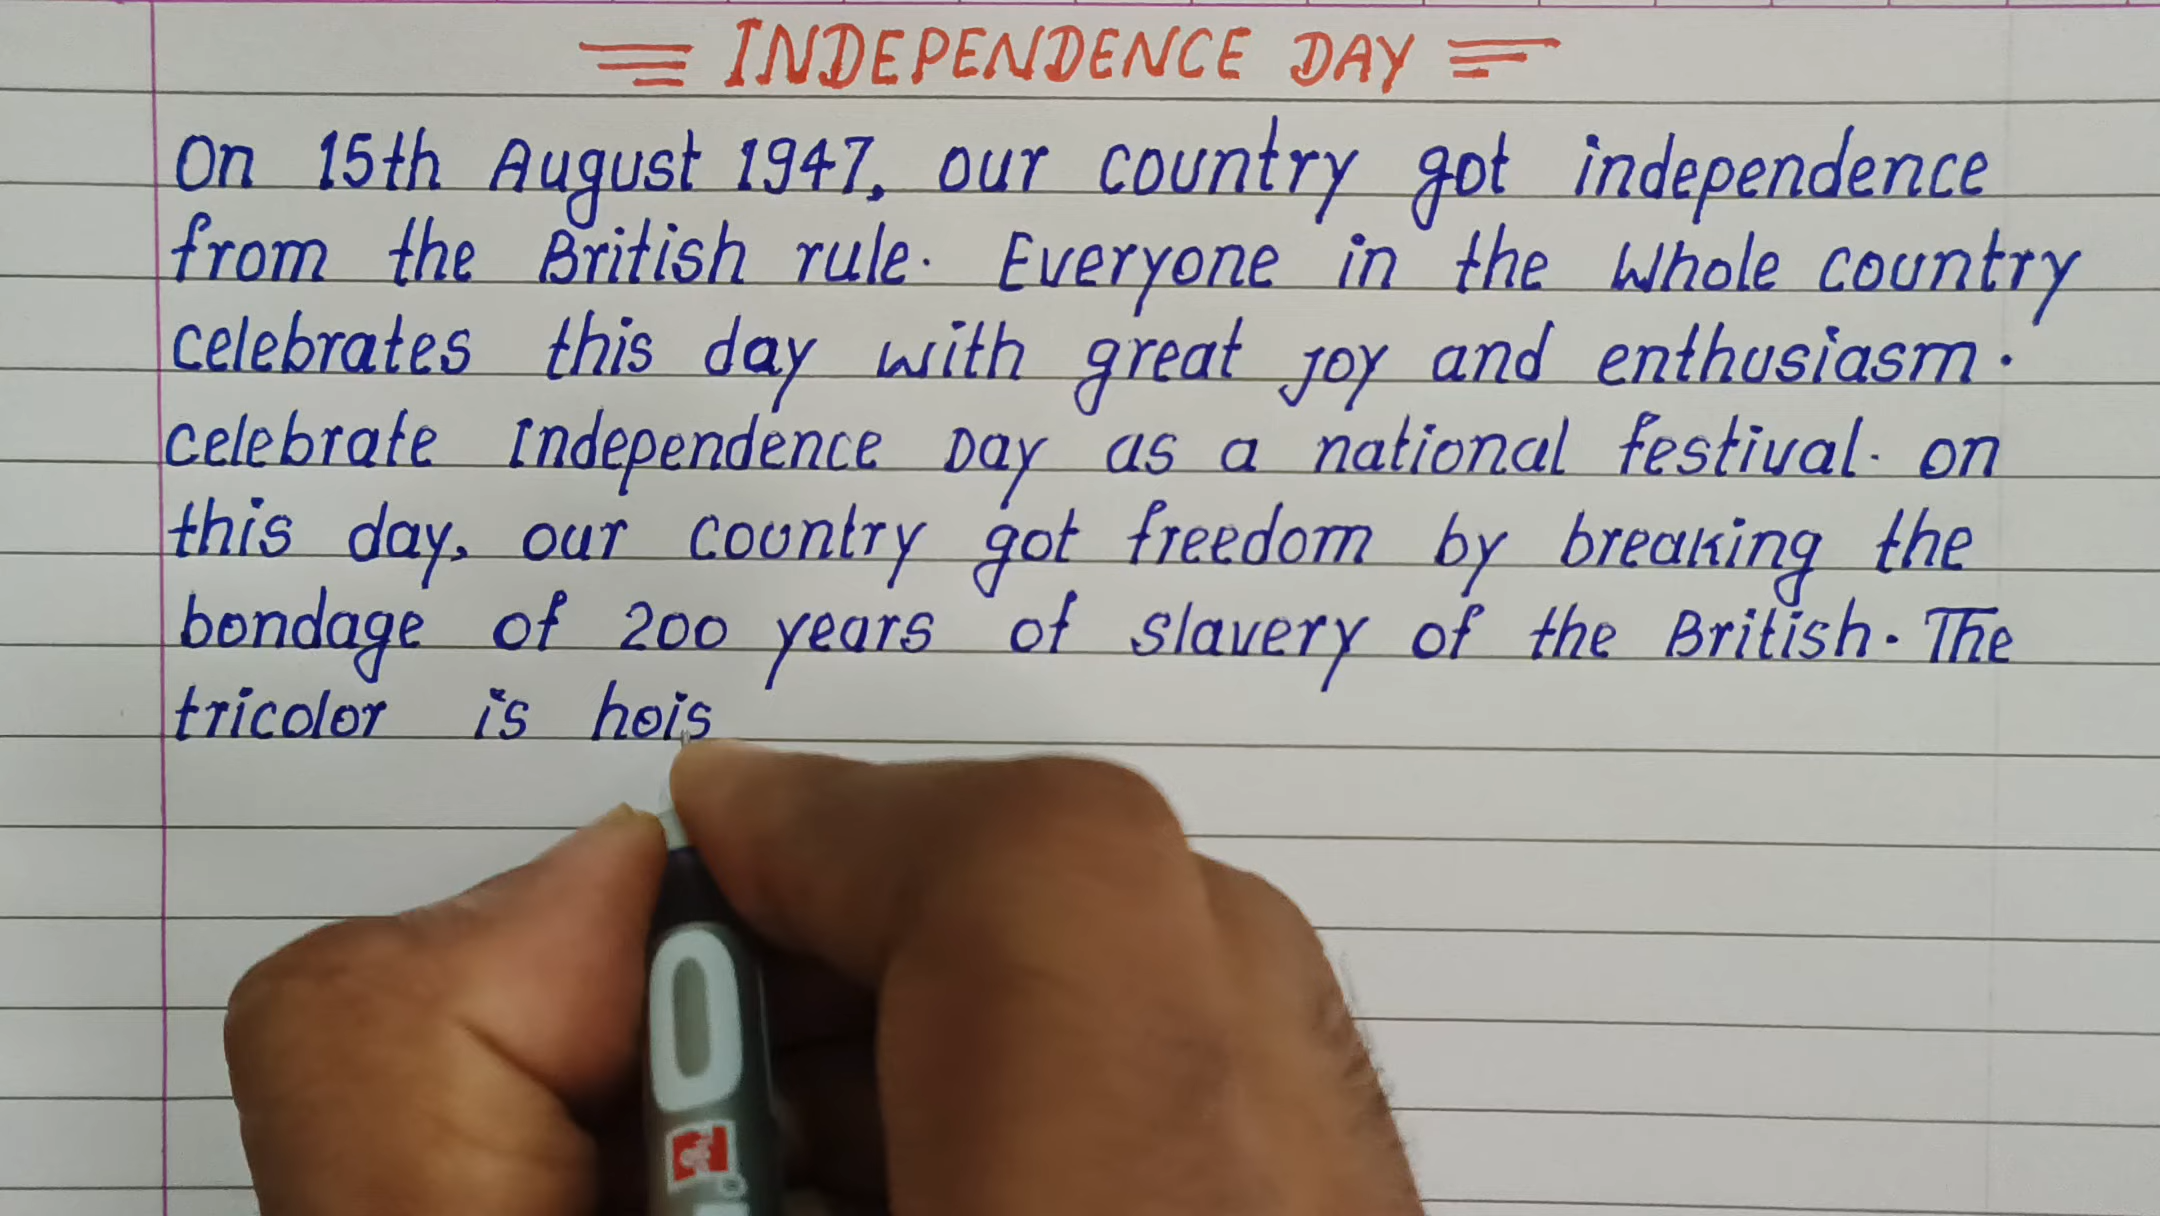 INDEPENDENCE DAY
On 15th August 1947, our country got independence
from the British rule. Everyone in the whole country
celebrates this day with great joy and enthusiasm.
celebrate Independence Day as a national festival. on
this day, our country got freedom by breaking the
bondage of 200 years of slavery of the British. The
tricolor is hois